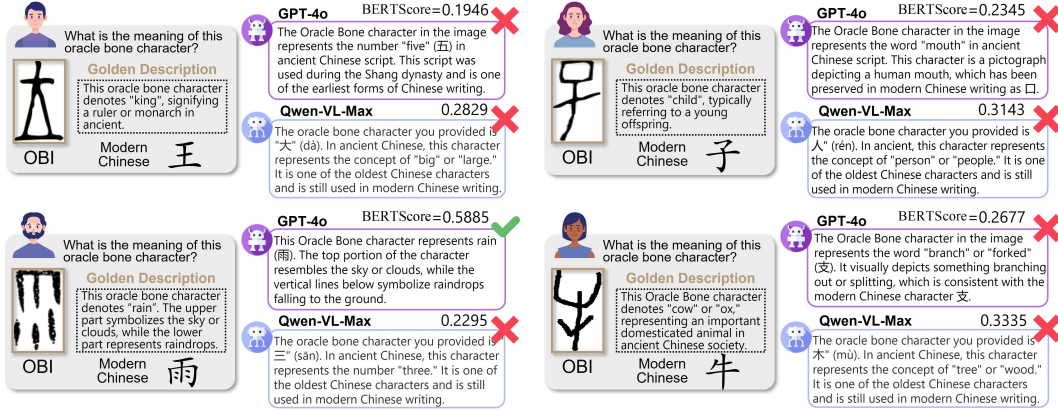 What is the meaning of this
oracle bone character?
Golden Description
This oracle bone character
denotes "king", signifying
a ruler or monarch in
ancient.
OBI
Modern
Chinese
王
GPT-4o
BERTScore=0.1946
The Oracle Bone character in the image
represents the number "five" (五) in
ancient Chinese script. This script was
used during the Shang dynasty and is one
of the earliest forms of Chinese writing.
Qwen-VL-Max
0.2829
The oracle bone character you provided is
"大" (dà). In ancient Chinese, this character
represents the concept of "big" or "large."
It is one of the oldest Chinese characters
and is still used in modern Chinese writing.
What is the meaning of this
oracle bone character?
Golden Description
This oracle bone character
denotes "child", typically
referring to a young
offspring.
OBI
Modern
Chinese
子
GPT-4o
BERTScore=0.2345
The Oracle Bone character in the image
represents the word "mouth" in ancient
Chinese script. This character is a pictograph
depicting a human mouth, which has been
preserved in modern Chinese writing as 口.
Qwen-VL-Max
0.3143
The oracle bone character you provided is
人" (rén). In ancient, this character represents
the concept of "person" or "people." It is one
of the oldest Chinese characters and is still
used in modern Chinese writing.
What is the meaning of this
oracle bone character?
Golden Description
This oracle bone character
denotes "rain". The upper
part symbolizes the sky or
clouds, while the lower
part represents raindrops.
OBI
Modern
Chinese
雨
GPT-4o
BERTScore=0.5885
This Oracle Bone character represents rain
(雨). The top portion of the character
resembles the sky or clouds, while the
vertical lines below symbolize raindrops
falling to the ground.
Qwen-VL-Max
0.2295
The oracle bone character you provided is"
三" (sān). In ancient Chinese, this character
represents the number "three." It is one of
the oldest Chinese characters and is still
used in modern Chinese writing.
What is the meaning of this
oracle bone character?
Golden Description
This oracle bone character
denotes "cow" or "ox,"
representing an important
domesticated animal in
ancient Chinese society.
OBI
Modern
Chinese
牛
GPT-4o
BERTScore=0.2677
The Oracle Bone character in the image
represents the word "branch" or "forked"
(支). It visually depicts something branching
out or splitting, which is consistent with the
modern Chinese character 支.
Qwen-VL-Max
0.3335
The oracle bone character you provided is
木" (mù). In ancient Chinese, this character
represents the concept of "tree" or "wood."
It is one of the oldest Chinese characters
and is still used in modern Chinese writing.